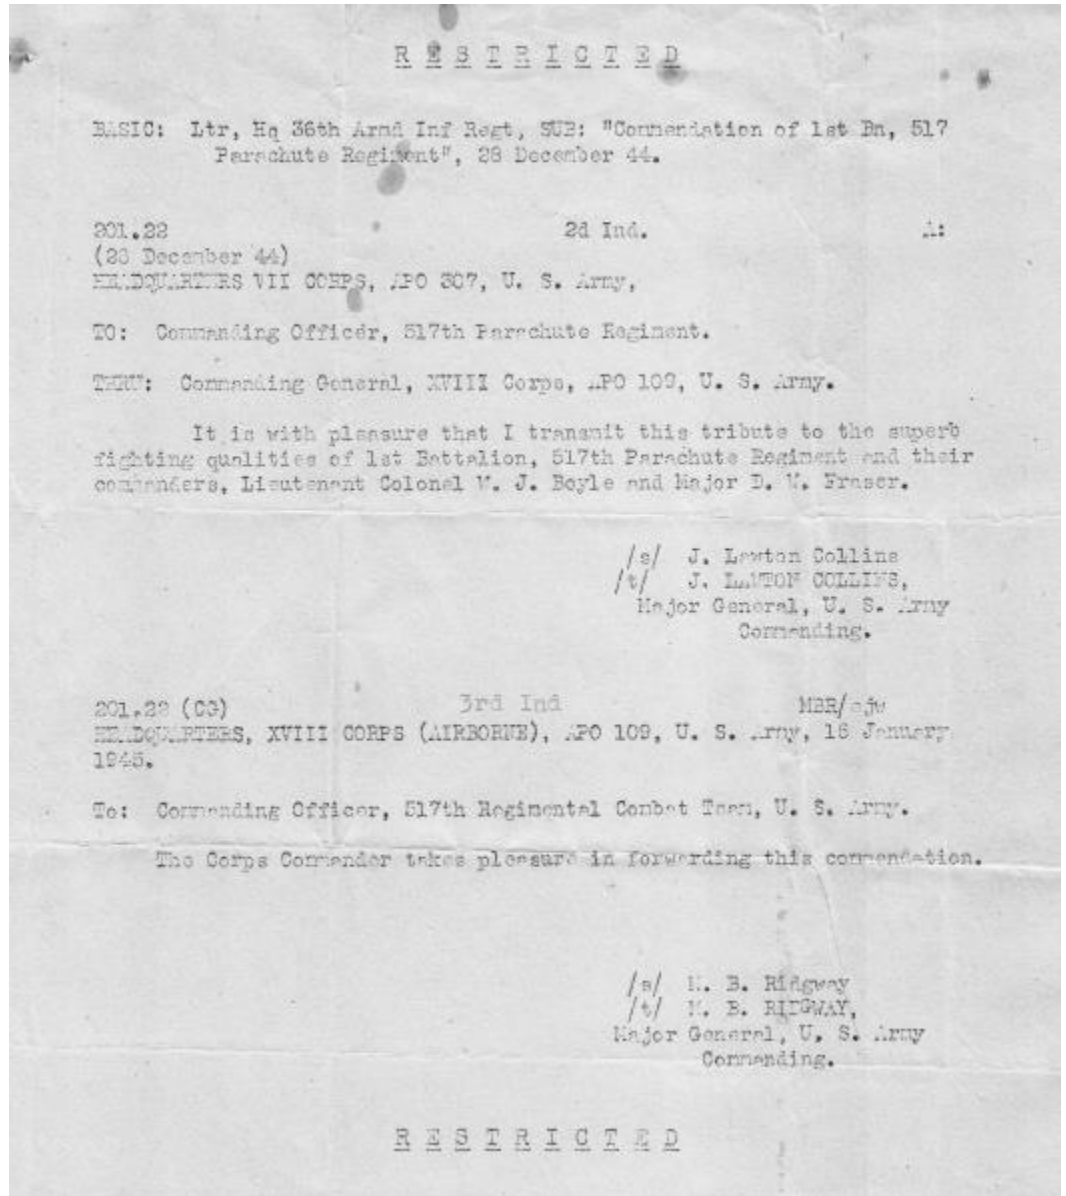 R E S T R I C T E D
BASIC: Ltr, Hq 36th Armd Inf Regt, SUB: "Commendation of 1st Bn, 517
Parachute Regiment", 28 December 44.
201.22 2d Ind. A:
(28 December 44)
HEADQUARTERS VII CORPS, APO 307, U. S. Army,
TO: Commanding Officer, 517th Parachute Regiment.
THRU: Commanding General, XVIII Corps, APO 109, U. S. Army.
It is with pleasure that I transmit this tribute to the superb
fighting qualities of 1st Battalion, 517th Parachute Regiment and their
commanders, Lieutenant Colonel W. J. Boyle and Major D. W. Fraser.
/s/ J. Lawton Collins
/t/ J. LAWTON COLLINS,
Major General, U. S. Army
Commanding.
201.22 (CG) 3rd Ind MBR/ejw
HEADQUARTERS, XVIII CORPS (AIRBORNE), APO 109, U. S. Army, 16 January
1945.
To: Commanding Officer, 517th Regimental Combat Team, U. S. Army.
The Corps Commander takes pleasure in forwarding this commendation.
/s/ M. B. Ridgway
/t/ M. B. RIDGWAY,
Major General, U. S. Army
Commanding.
R E S T R I C T E D